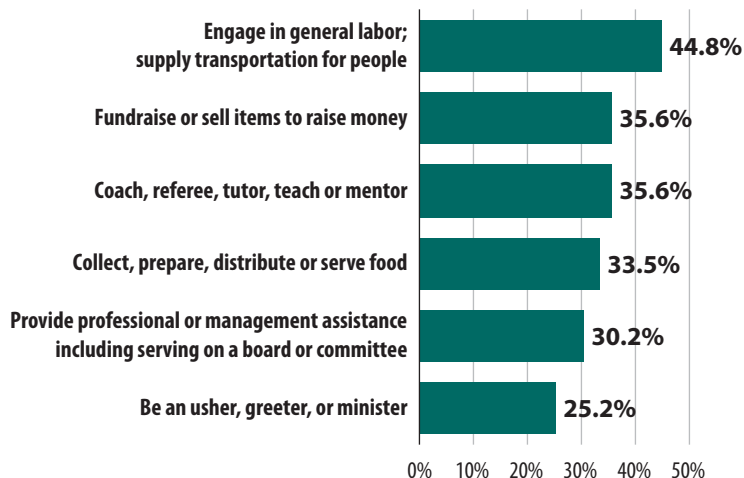 Engage in general labor;
supply transportation for people
44.8%
Fundraise or sell items to raise money
35.6%
Coach, referee, tutor, teach or mentor
35.6%
Collect, prepare, distribute or serve food
33.5%
Provide professional or management assistance
including serving on a board or committee
30.2%
Be an usher, greeter, or minister
25.2%
0% 10% 20% 30% 40% 50%